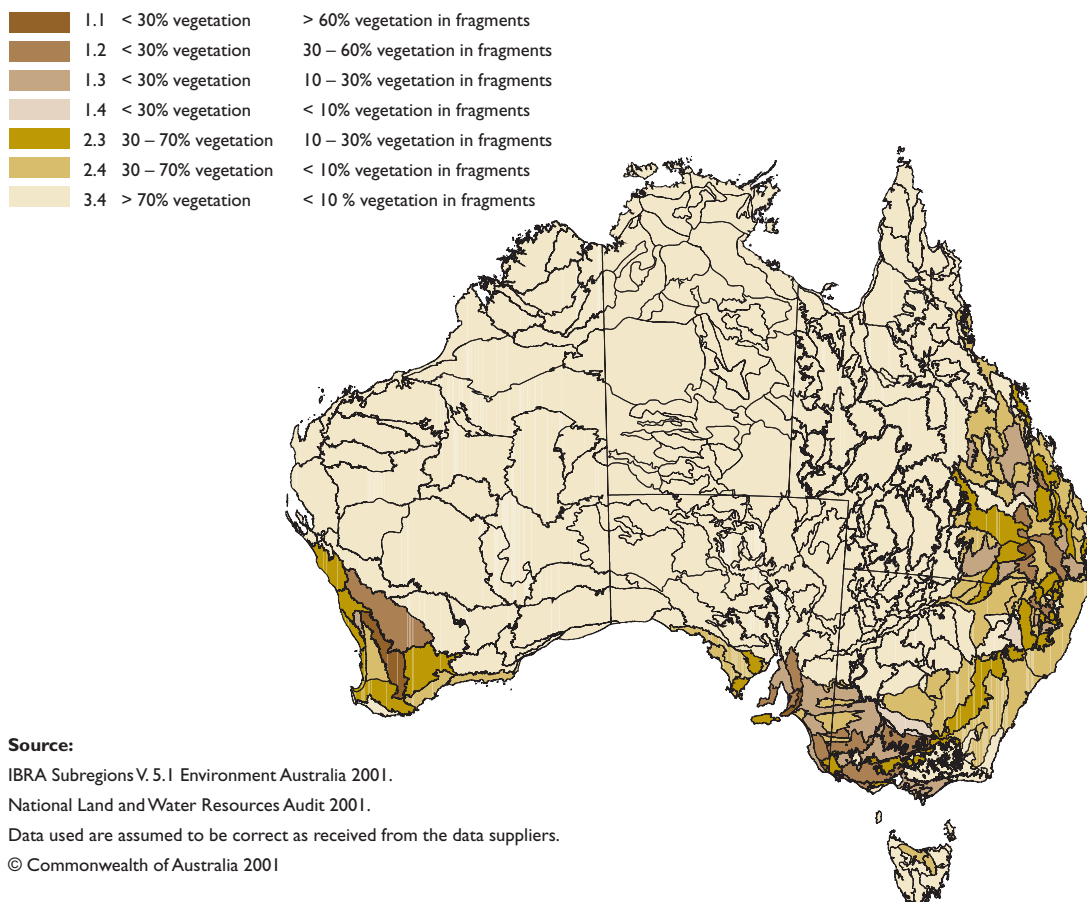 1.1 < 30% vegetation > 60% vegetation in fragments
1.2 < 30% vegetation 30 – 60% vegetation in fragments
1.3 < 30% vegetation 10 – 30% vegetation in fragments
1.4 < 30% vegetation < 10% vegetation in fragments
2.3 30 – 70% vegetation 10 – 30% vegetation in fragments
2.4 30 – 70% vegetation < 10% vegetation in fragments
3.4 > 70% vegetation < 10 % vegetation in fragments
Source:
IBRA Subregions V. 5.1 Environment Australia 2001.
National Land and Water Resources Audit 2001.
Data used are assumed to be correct as received from the data suppliers.
© Commonwealth of Australia 2001